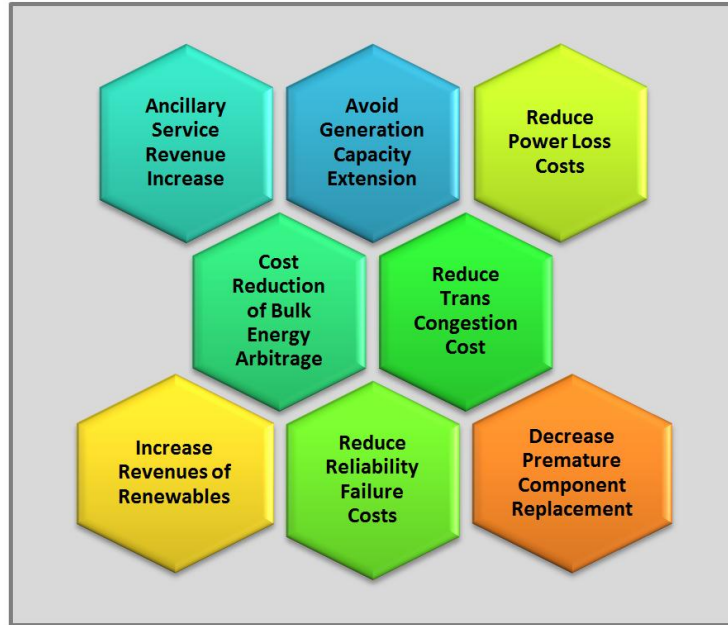 Ancillary
Service
Revenue
Increase
Avoid
Generation
Capacity
Extension
Reduce
Power Loss
Costs
Cost
Reduction
of Bulk
Energy
Arbitrage
Reduce
Trans
Congestion
Cost
Increase
Revenues of
Renewables
Reduce
Reliability
Failure
Costs
Decrease
Premature
Component
Replacement